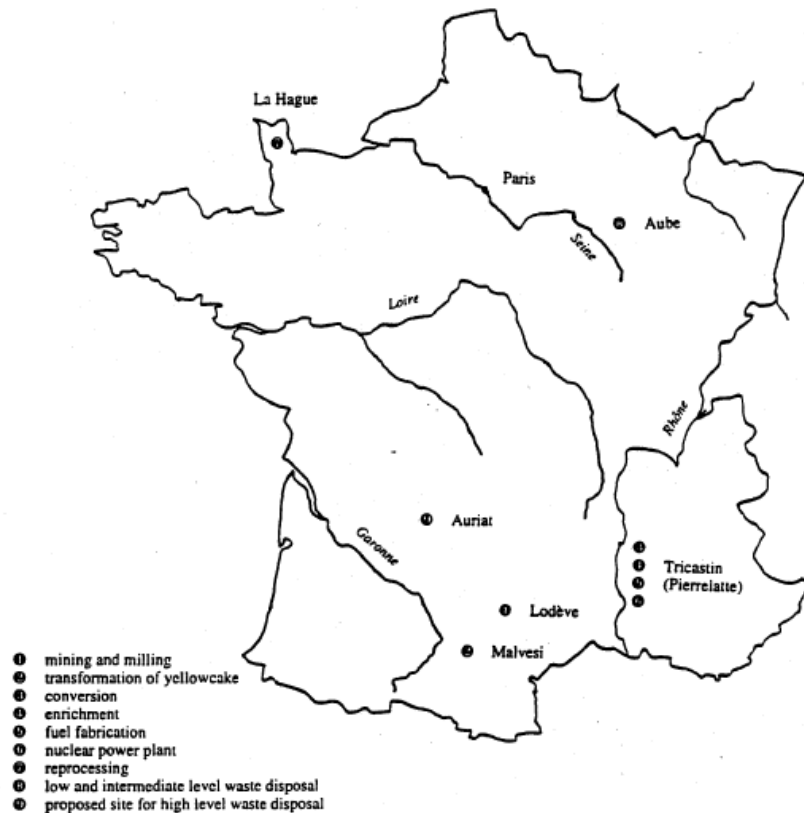 La Hague
Paris
Aube
Seine
Loire
Rhône
Auriat
Garonne
Tricastin
(Pierrelatte)
Lodève
Malvesi
mining and milling
transformation of yellowcake
conversion
enrichment
fuel fabrication
nuclear power plant
reprocessing
low and intermediate level waste disposal
proposed site for high level waste disposal